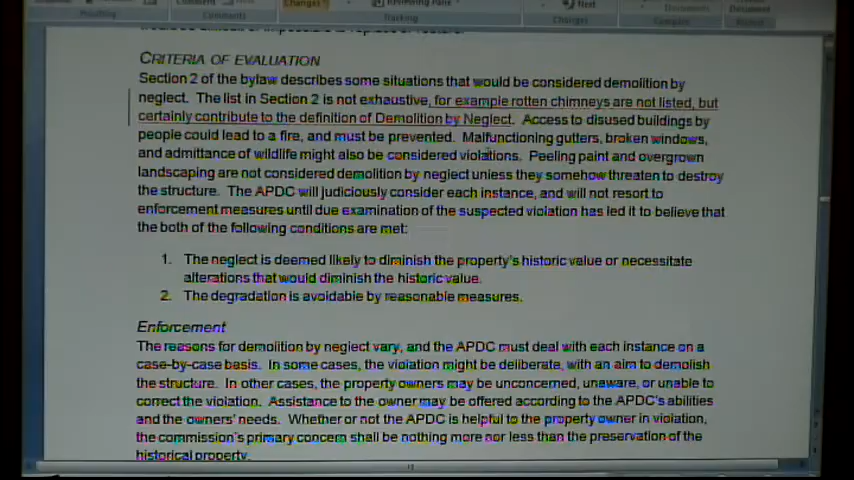 Changes
Reviewing Pane
Next
Comments
Tracking
Changes
Compare
CRITERIA OF EVALUATION
Section 2 of the bylaw describes some situations that would be considered demolition by
neglect. The list in Section 2 is not exhaustive, for example rotten chimneys are not listed, but
certainly contribute to the definition of Demolition by Neglect. Access to disused buildings by
people could lead to a fire, and must be prevented. Malfunctioning gutters, broken windows,
and admittance of wildlife might also be considered violations. Peeling paint and overgrown
landscaping are not considered demolition by neglect unless they somehow threaten to destroy
the structure. The APDC will judiciously consider each instance, and will not resort to
enforcement measures until due examination of the suspected violation has led it to believe that
the both of the following conditions are met:
1. The neglect is deemed likely to diminish the property's historic value or necessitate
alterations that would diminish the historic value.
2. The degradation is avoidable by reasonable measures.
Enforcement
The reasons for demolition by neglect vary, and the APDC must deal with each instance on a
case-by-case basis. In some cases, the violation might be deliberate, with an aim to demolish
the structure. In other cases, the property owners may be unconcerned, unaware, or unable to
correct the violation. Assistance to the owner may be offered according to the APDC's abilities
and the owners' needs. Whether or not the APDC is helpful to the property owner in violation,
the commission's primary concern shall be nothing more nor less than the preservation of the
historical property.